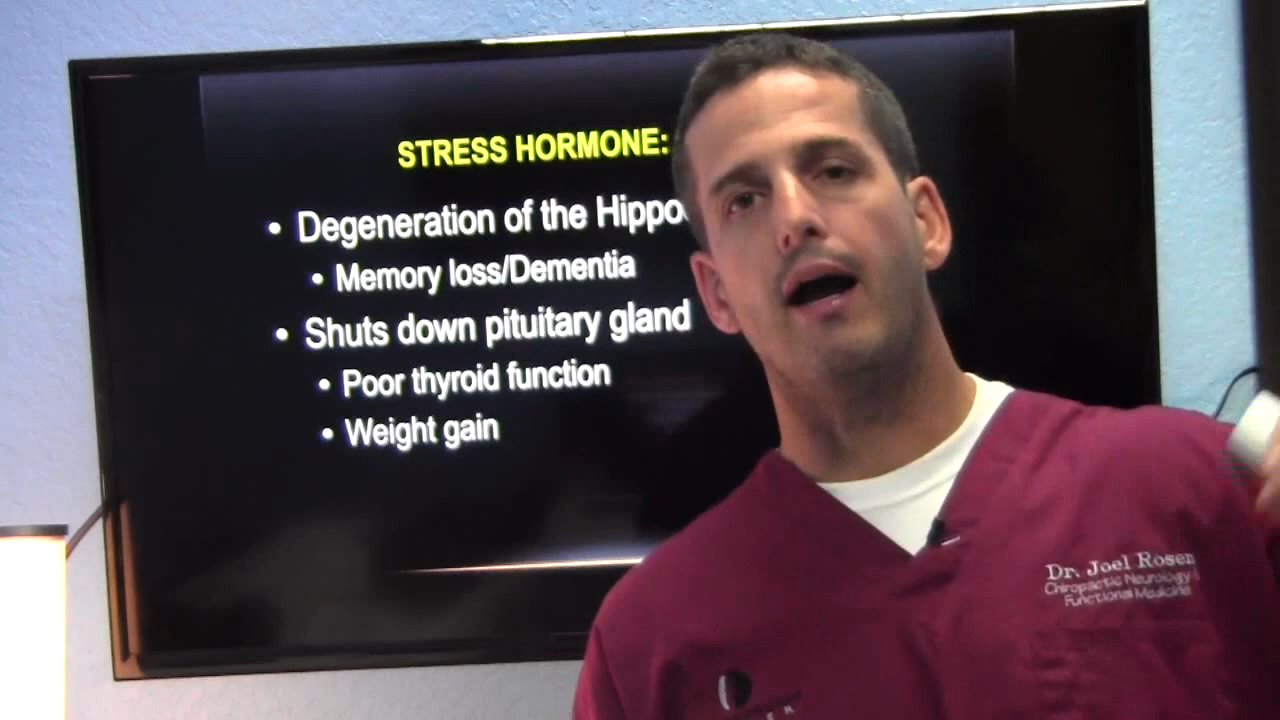 STRESS HORMONE:
• Degeneration of the Hippo
• Memory loss/Dementia
• Shuts down pituitary gland
• Poor thyroid function
• Weight gain
Dr. Joel Rosen
Chiropactic Neurology
Functional Medicine